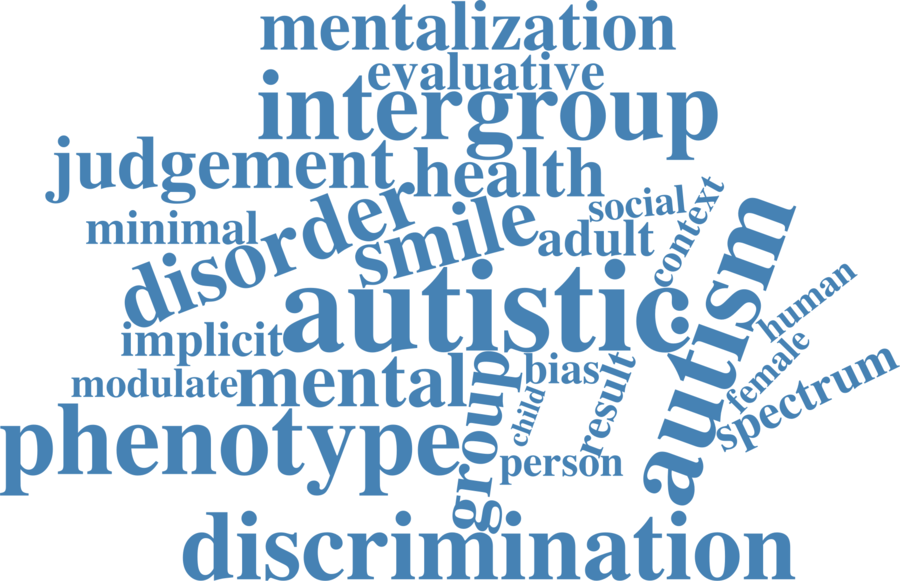 mentalization
evaluative
intergroup
judgement
health
context
social
minimal
disorder
smile
adult
autism
human
autistic
implicit
female
bias
mental
modulate
group
child
result
spectrum
phenotype
person
discrimination